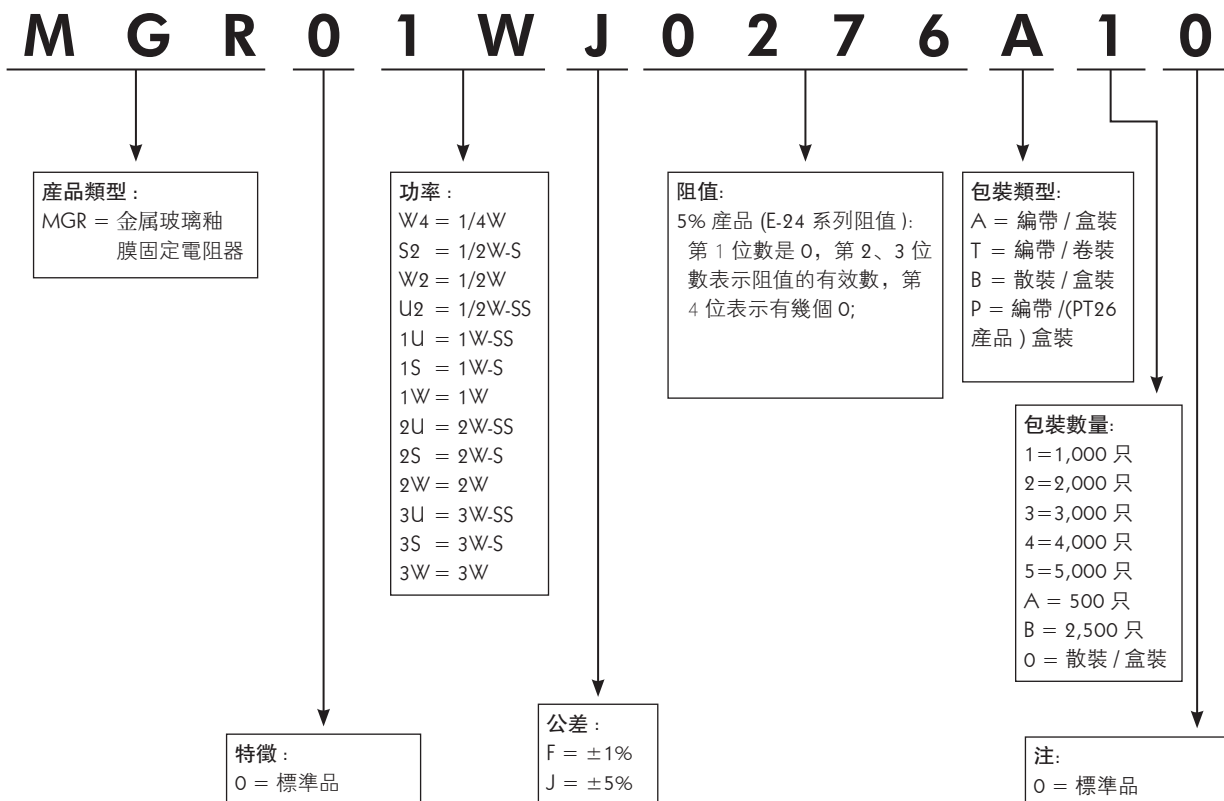 M G R 0 1 W J 0 2 7 6 A 1 0
産品類型 :
MGR = 金属玻璃釉
膜固定電阻器
功率 :
W4 = 1/4W
S2 = 1/2W-S
W2 = 1/2W
U2 = 1/2W-SS
1U = 1W-SS
1S = 1W-S
1W = 1W
2U = 2W-SS
2S = 2W-S
2W = 2W
3U = 3W-SS
3S = 3W-S
3W = 3W
阻值:
5% 産品 (E-24 系列阻值 ):
第 1 位數是 0，第 2、3 位
數表示阻值的有效數，第
4 位表示有幾個 0;
包裝類型:
A = 編帶 / 盒裝
T = 編帶 / 卷裝
B = 散裝 / 盒裝
P = 編帶 /(PT26
産品 ) 盒裝
包裝數量:
1=1,000 只
2=2,000 只
3=3,000 只
4=4,000 只
5=5,000 只
A = 500 只
B = 2,500 只
0 = 散裝 / 盒裝
特徵 :
0 = 標準品
公差 :
F = ±1%
J = ±5%
注:
0 = 標準品